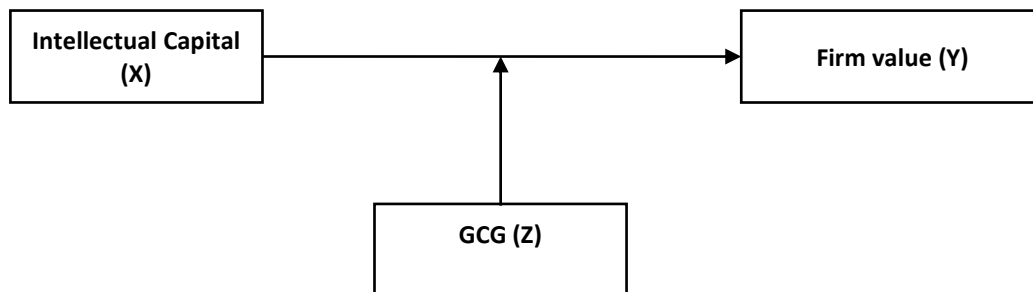 Intellectual Capital
(X)
Firm value (Y)
GCG (Z)